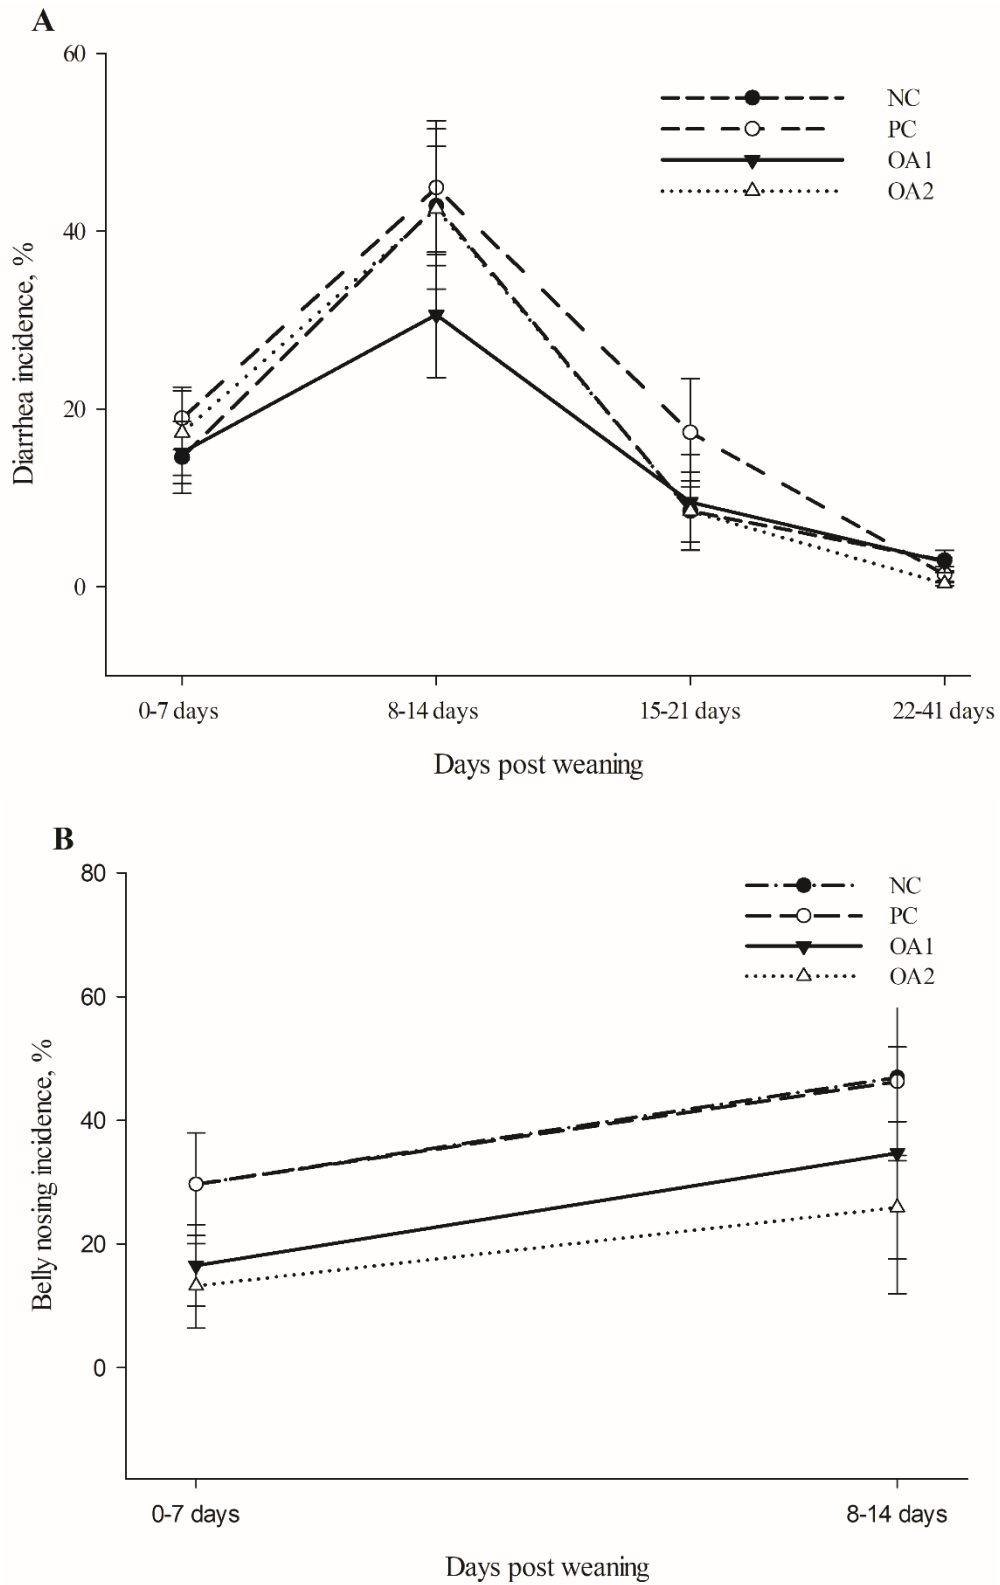 A
60
40
20
0
Diarrhea incidence, %
NC
PC
OA1
OA2
0-7 days
8-14 days
15-21 days
22-41 days
Days post weaning
B
80
60
40
20
0
Belly nosing incidence, %
NC
PC
OA1
OA2
0-7 days
8-14 days
Days post weaning